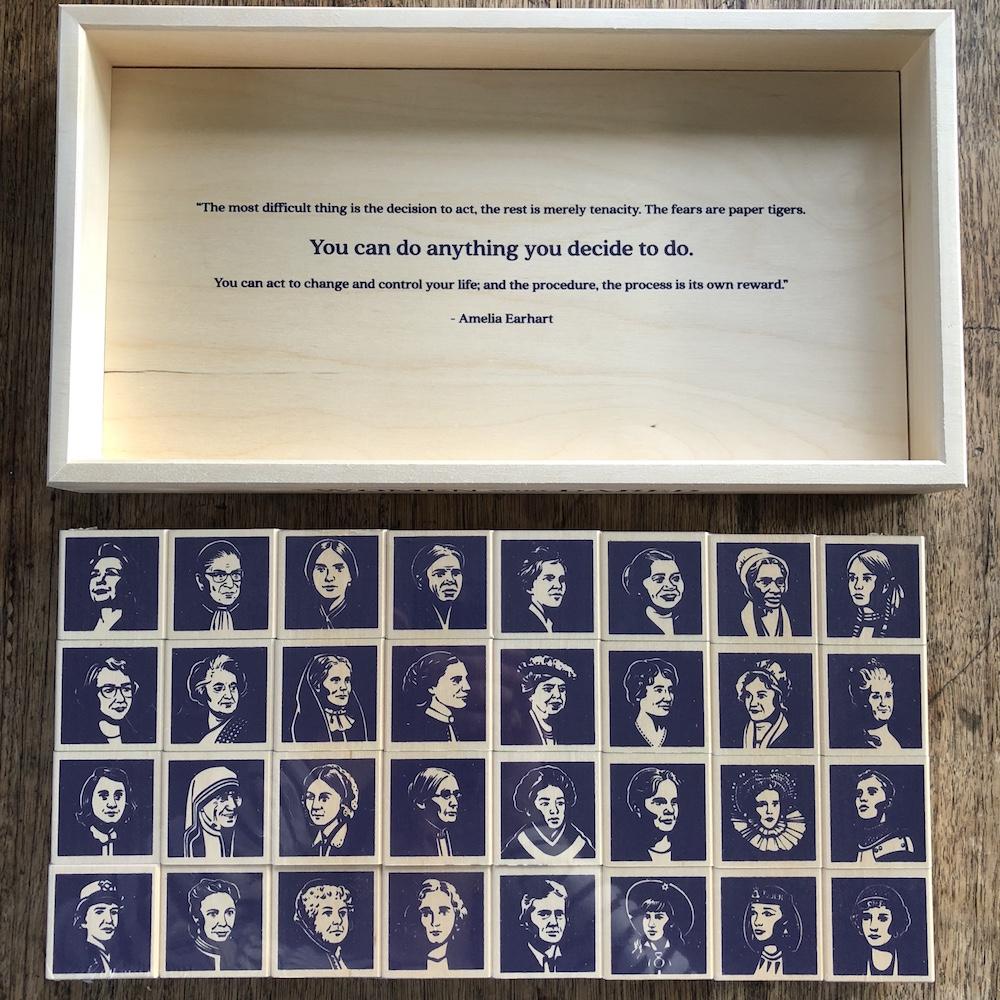 “The most difficult thing is the decision to act, the rest is merely tenacity. The fears are paper tigers.
You can do anything you decide to do.
You can act to change and control your life; and the procedure, the process is its own reward.”
- Amelia Earhart